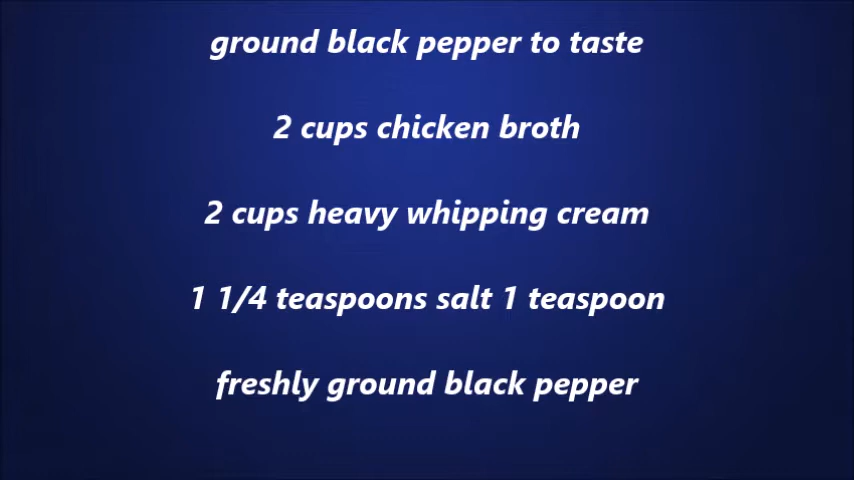 ground black pepper to taste
2 cups chicken broth
2 cups heavy whipping cream
1 1/4 teaspoons salt 1 teaspoon
freshly ground black pepper